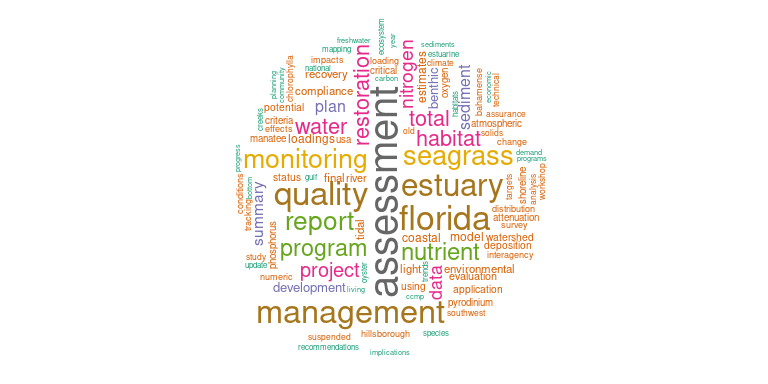 ecosystem
year
freshwater
sediments
mapping
estuarine
impacts
loading
climate
national
critical
recovery
carbon
planning
community
chlorophylla
compliance
restoration
nitrogen
estimates
benthic
oxygen
sediment
habitats
bahamense
economic
technical
potential
plan
creeks
criteria
effects
water
total
assurance
atmospheric
manatee
loadings
usa
old
habitat
solids
change
progress
monitoring
assessment
seagrass
demand
programs
status
gulf
final
river
conditions
tracking
bottom
summary
quality
estuary
targets
shoreline
analysis
workshop
report
florida
distribution
attenuation
survey
tidal
coastal
model
watershed
program
nutrient
deposition
interagency
phosphorus
study
update
project
oyster
light
trends
data
environmental
numeric
evaluation
development
living
using
application
ccmp
pyrodinium
management
southwest
suspended
hillsborough
species
recommendations
implications